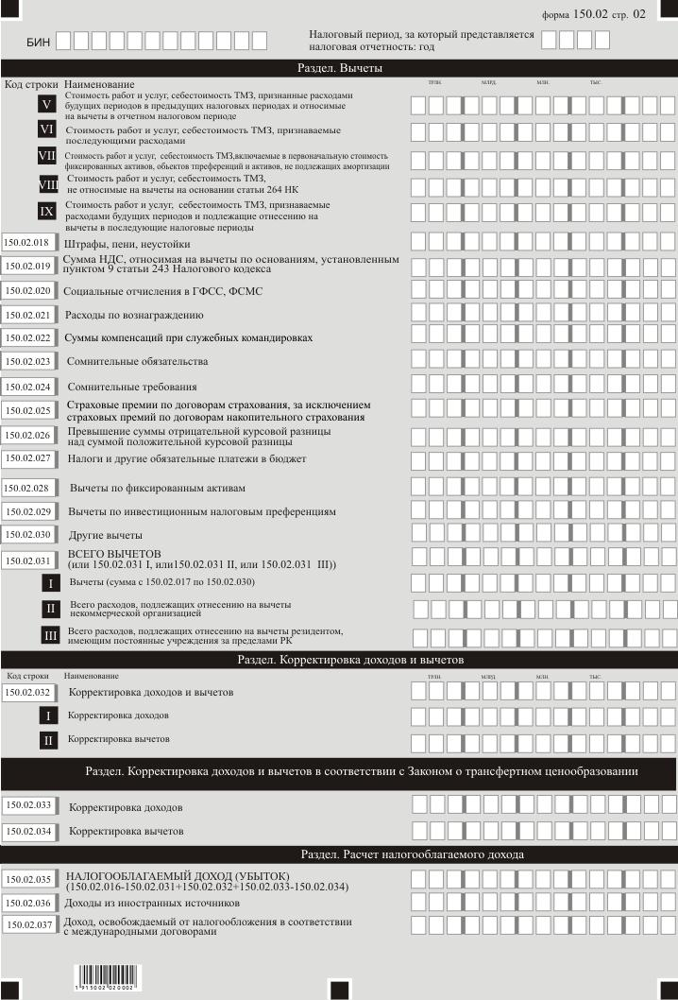 форма 150.02 стр. 02
БИН
Налоговый период, за который представляется
налоговая отчетность: год
Раздел. Вычеты
Код строки Наименование ТРЛН. МЛРД. МЛН. ТЫС.
V Стоимость работ и услуг, себестоимость ТМЗ, признанные расходами
будущих периодов в предыдущих налоговых периодах и относимые
на вычеты в отчетном налоговом периоде
VI Стоимость работ и услуг, себестоимость ТМЗ, признаваемые
последующими расходами
VII Стоимость работ и услуг, себестоимость ТМЗ,включаемые в первоначальную стоимость
фиксированных активов, объектов тпреференций и активов, не подлежащих амортизации
VIII Стоимость работ и услуг, себестоимость ТМЗ,
не относимые на вычеты на основании статьи 264 НК
IX Стоимость работ и услуг, себестоимость ТМЗ, признаваемые
расходами будущих периодов и подлежащие отнесению на
вычеты в последующие налоговые периоды
150.02.018 Штрафы, пени, неустойки
150.02.019 Сумма НДС, относимая на вычеты по основаниям, установленным
пунктом 9 статьи 243 Налогового кодекса
150.02.020 Социальные отчисления в ГФСС, ФСМС
150.02.021 Расходы по вознаграждению
150.02.022 Суммы компенсаций при служебных командировках
150.02.023 Сомнительные обязательства
150.02.024 Сомнительные требования
150.02.025 Страховые премии по договорам страхования, за исключением
страховых премий по договорам накопительного страхования
150.02.026 Превышение суммы отрицательной курсовой разницы
над суммой положительной курсовой разницы
150.02.027 Налоги и другие обязательные платежи в бюджет
150.02.028 Вычеты по фиксированным активам
150.02.029 Вычеты по инвестиционным налоговым преференциям
150.02.030 Другие вычеты
150.02.031 ВСЕГО ВЫЧЕТОВ
(или 150.02.031 I, или150.02.031 II, или 150.02.031 III))
I Вычеты (сумма с 150.02.017 по 150.02.030)
II Всего расходов, подлежащих отнесению на вычеты
некоммерческой организацией
III Всего расходов, подлежащих отнесению на вычеты резидентом,
имеющим постоянные учреждения за пределами РК
Раздел. Корректировка доходов и вычетов
Код строки Наименование ТРЛН. МЛРД. МЛН. ТЫС.
150.02.032 Корректировка доходов и вычетов
I Корректировка доходов
II Корректировка вычетов
Раздел. Корректировка доходов и вычетов в соответствии с Законом о трансфертном ценообразовании
150.02.033 Корректировка доходов
150.02.034 Корректировка вычетов
Раздел. Расчет налогооблагаемого дохода
150.02.035 НАЛОГООБЛАГАЕМЫЙ ДОХОД (УБЫТОК)
(150.02.016-150.02.031+150.02.032+150.02.033-150.02.034)
150.02.036 Доходы из иностранных источников
150.02.037 Доход, освобождаемый от налогообложения в соответствии
с международными договорами
1 915002 020002